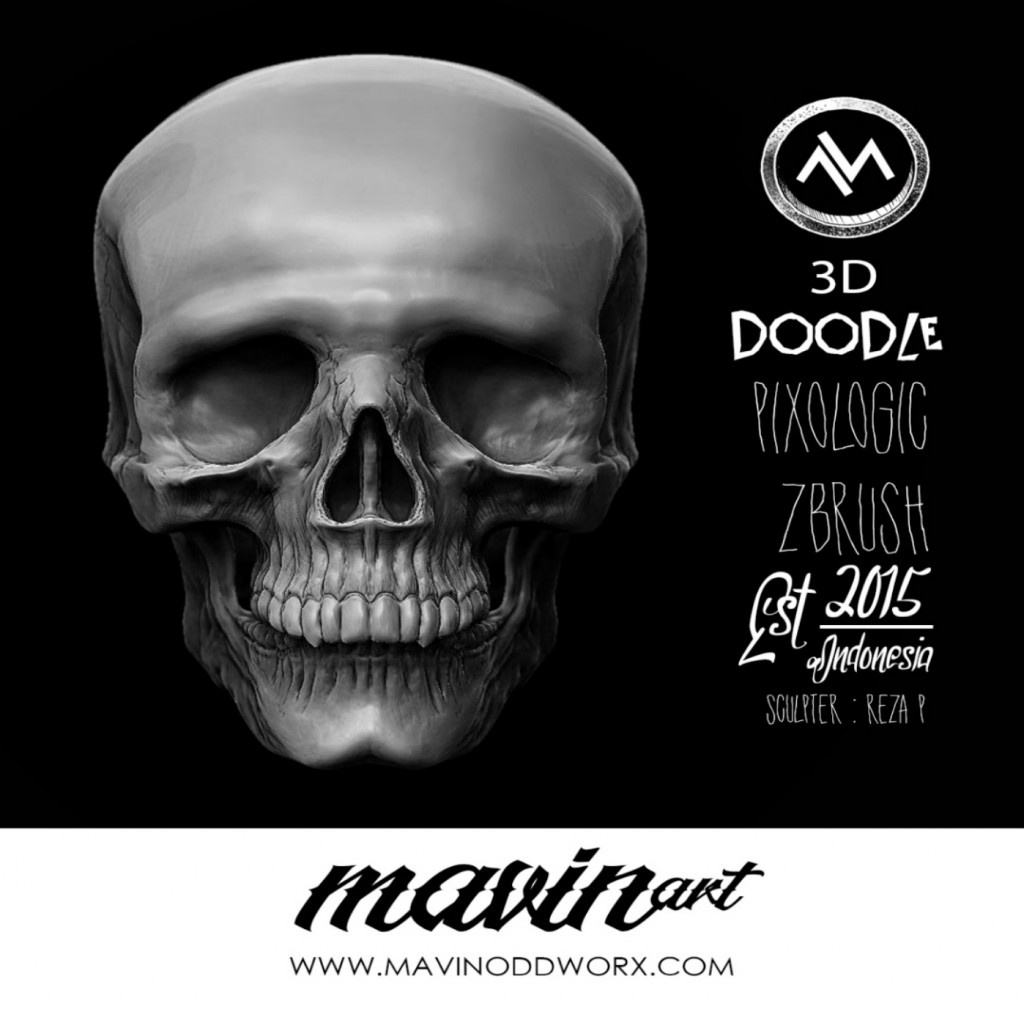 3D
DOODLE
PIXOLOGIC
ZBRUSH
Est 2015
Indonesia
SCULPTER : REZA P
mavin art
WWW.MAVINODDWORX.COM